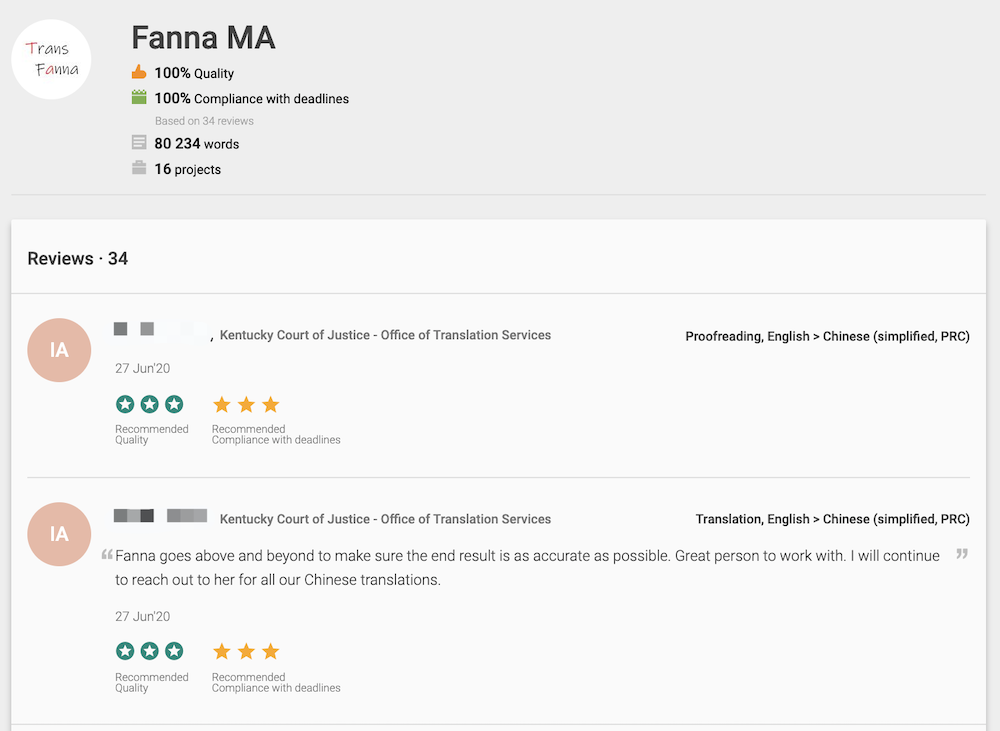 Trans
Fanna
Fanna MA
100% Quality
100% Compliance with deadlines
Based on 34 reviews
80 234 words
16 projects
Reviews · 34
IA
, Kentucky Court of Justice - Office of Translation Services
Proofreading, English > Chinese (simplified, PRC)
27 Jun'20
Recommended
Quality
Recommended
Compliance with deadlines
IA
Kentucky Court of Justice - Office of Translation Services
Translation, English > Chinese (simplified, PRC)
“Fanna goes above and beyond to make sure the end result is as accurate as possible. Great person to work with. I will continue ”
to reach out to her for all our Chinese translations.
27 Jun'20
Recommended
Quality
Recommended
Compliance with deadlines